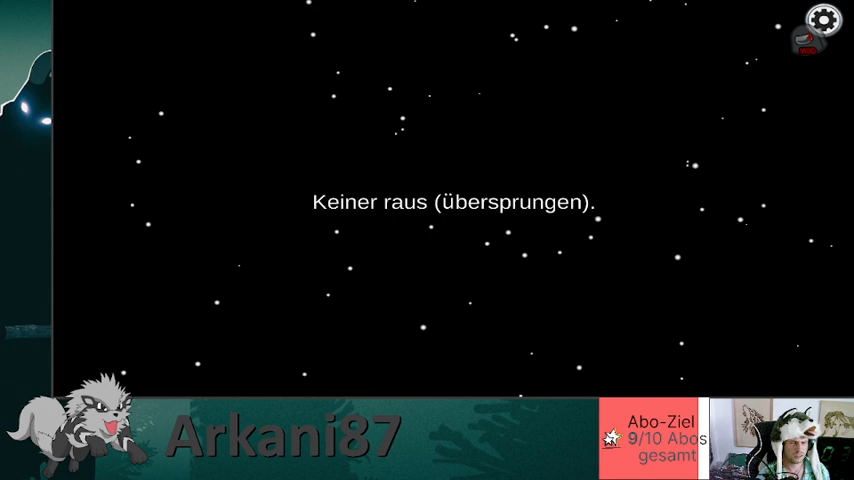 Keiner raus (übersprungen).
Arkani87
Abo-Ziel
9/10 Abos
gesamt